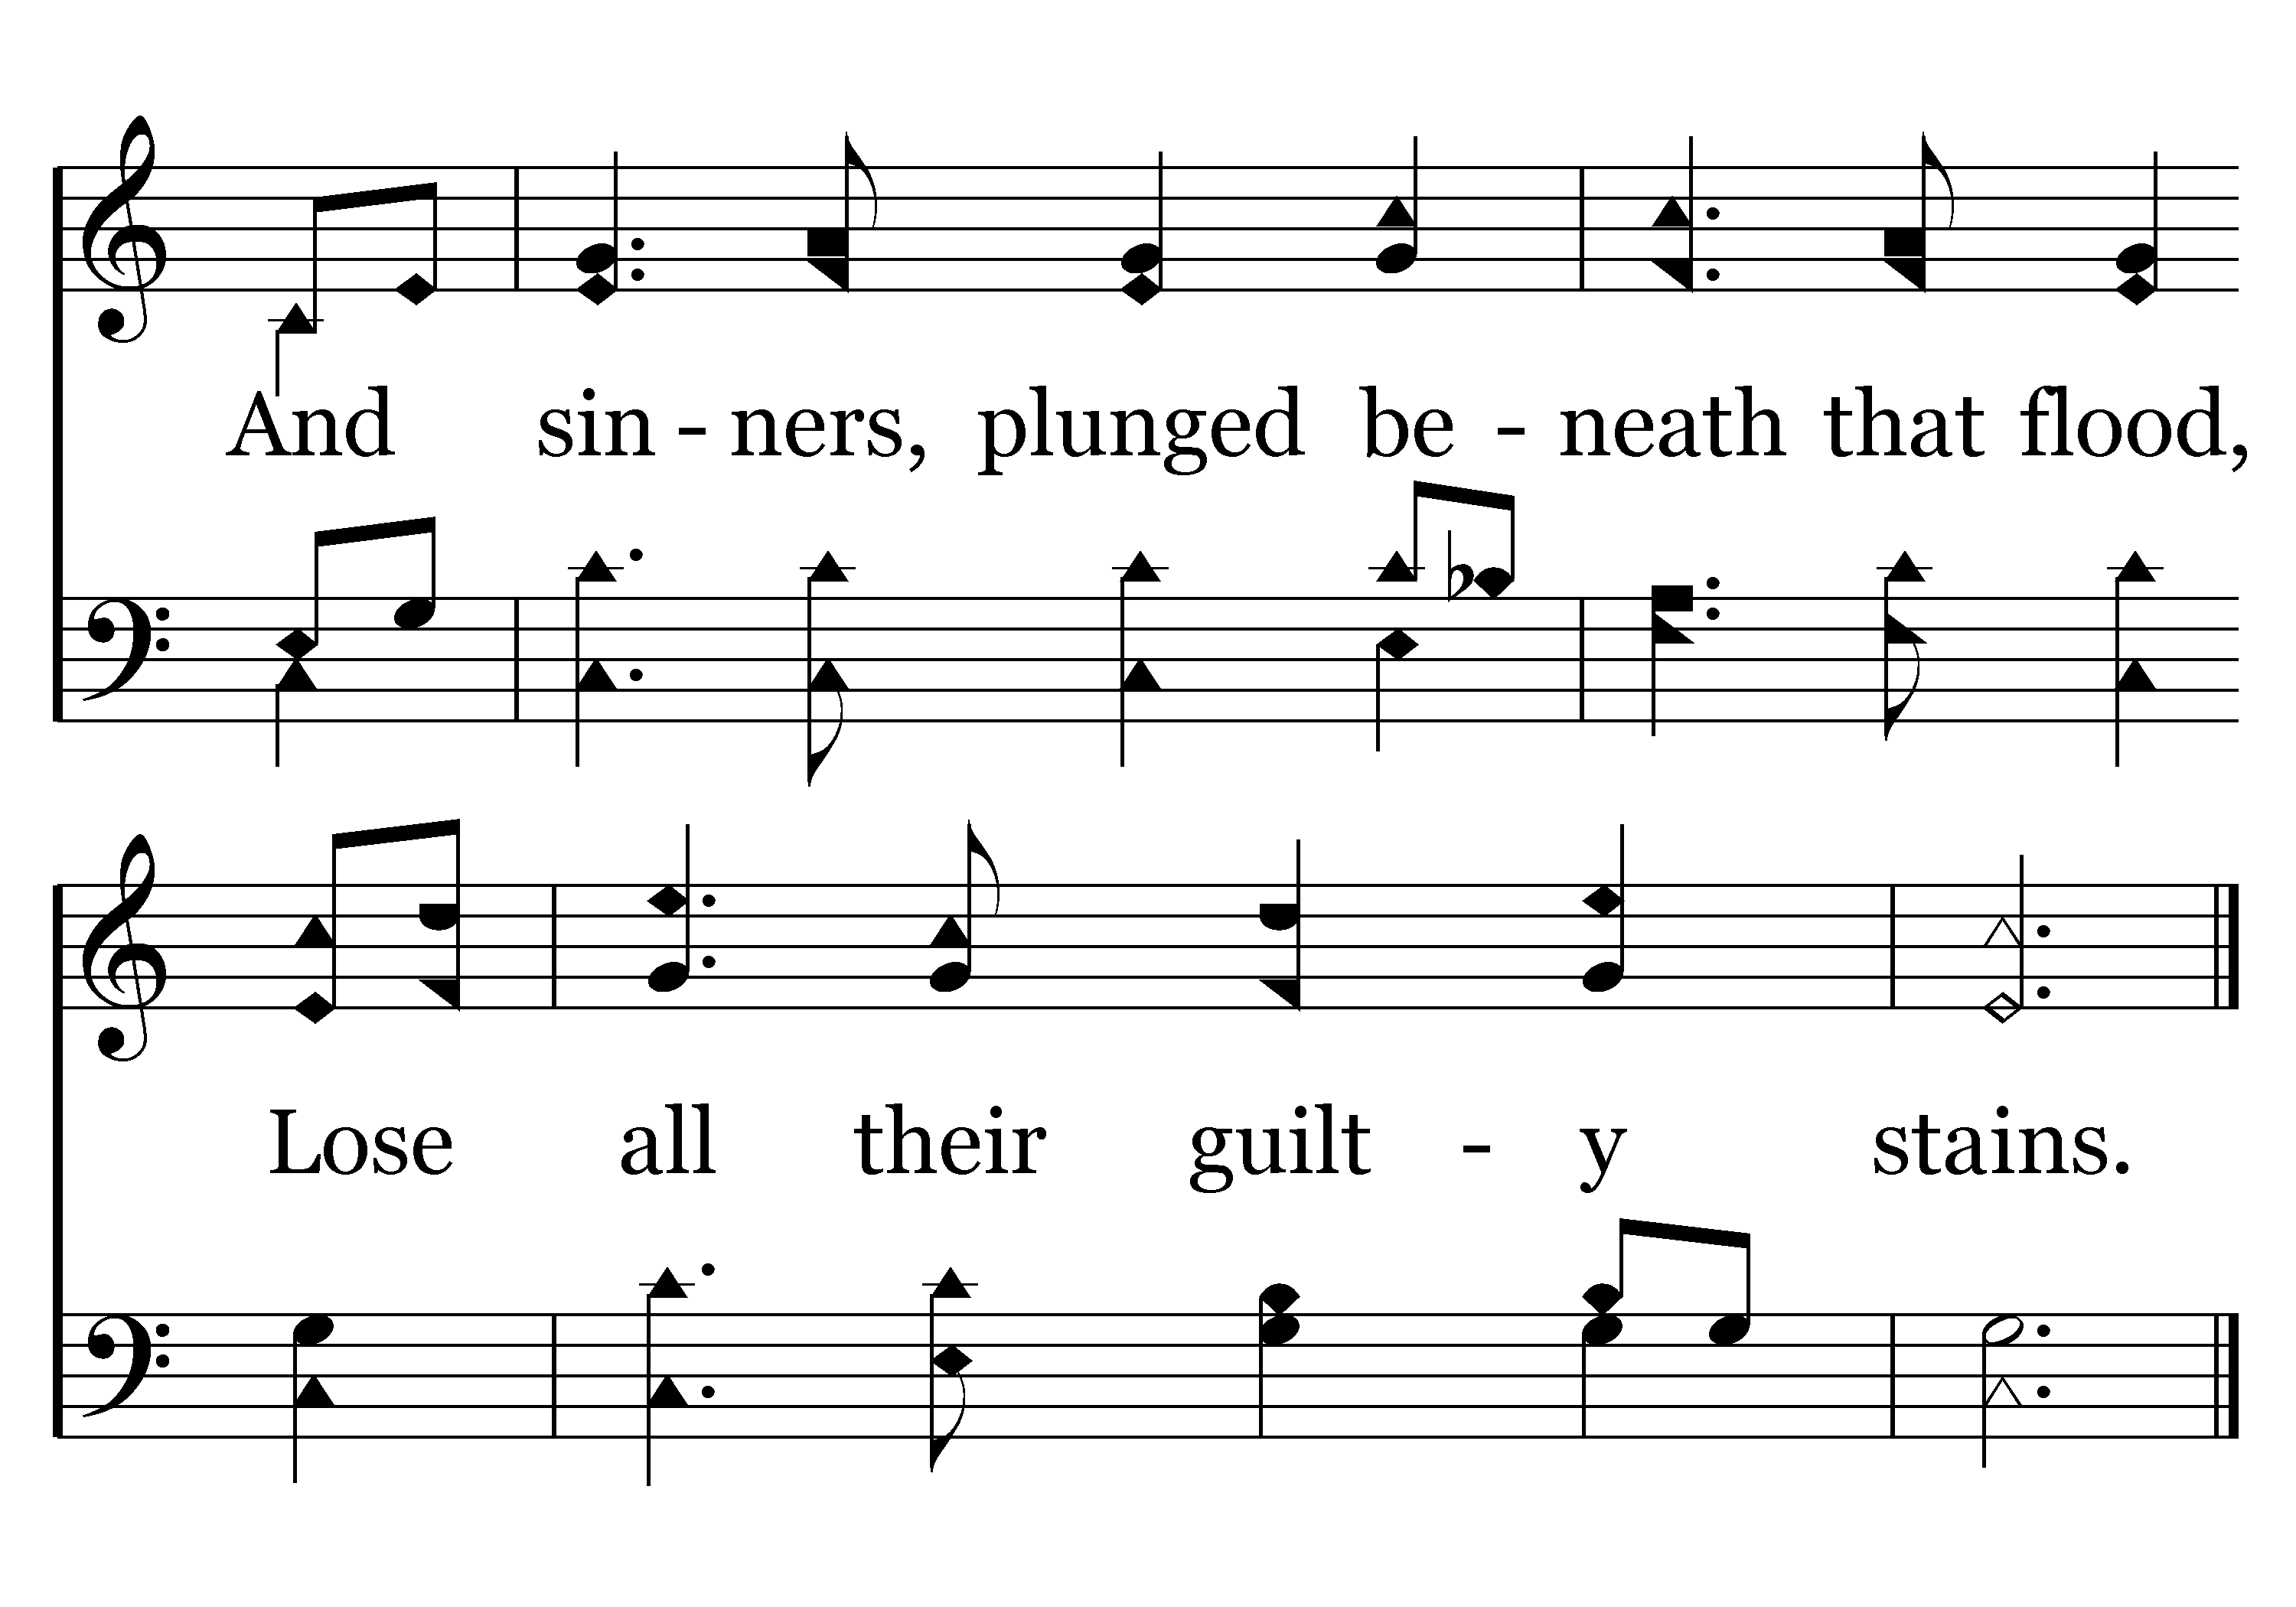 And sin - ners, plunged be - neath that flood,
Lose all their guilt - y stains.